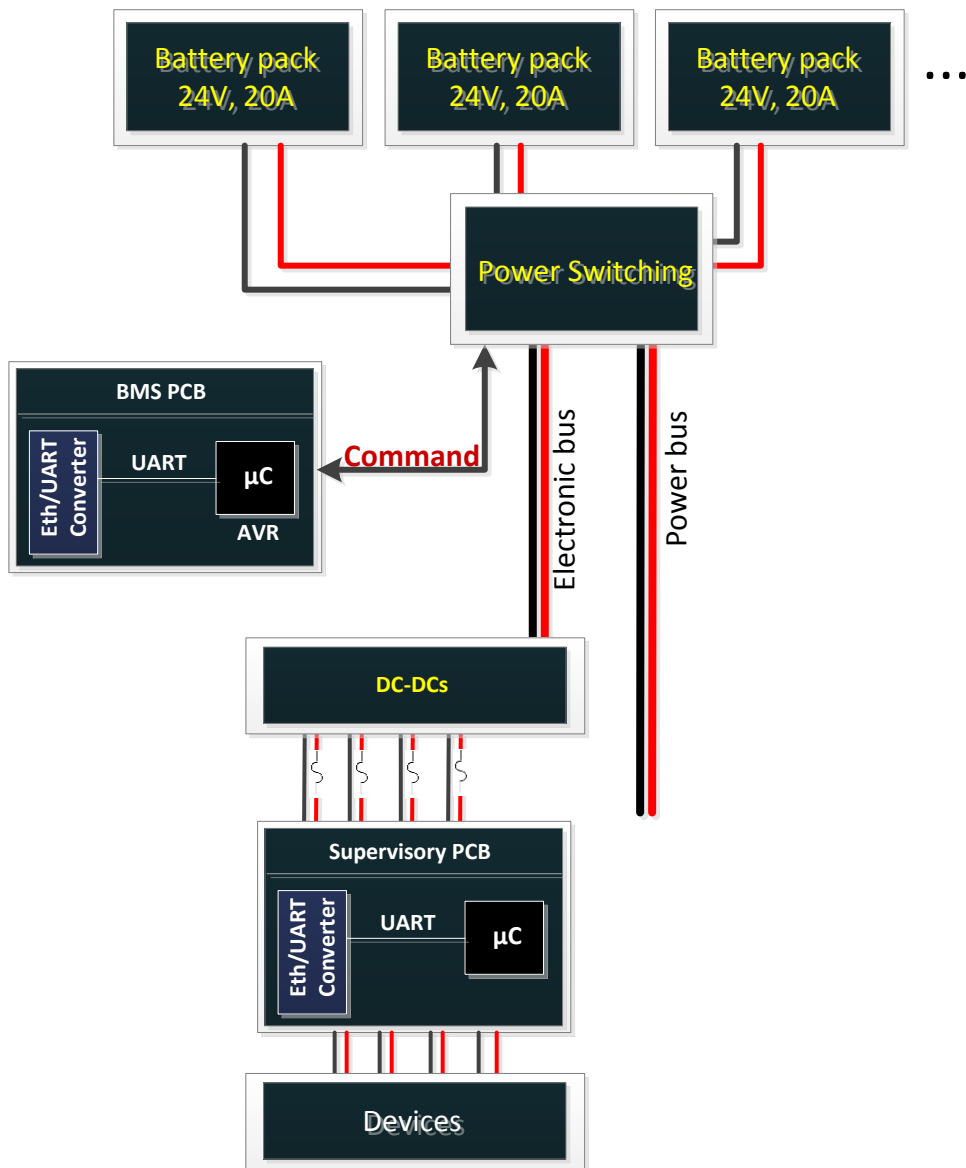 Battery pack
24V, 20A
Battery pack
24V, 20A
Battery pack
24V, 20A
...
Power Switching
BMS PCB
Eth/UART
Converter
UART
µC
AVR
Command
Electronic bus
Power bus
DC-DCs
Supervisory PCB
Eth/UART
Converter
UART
µC
Devices